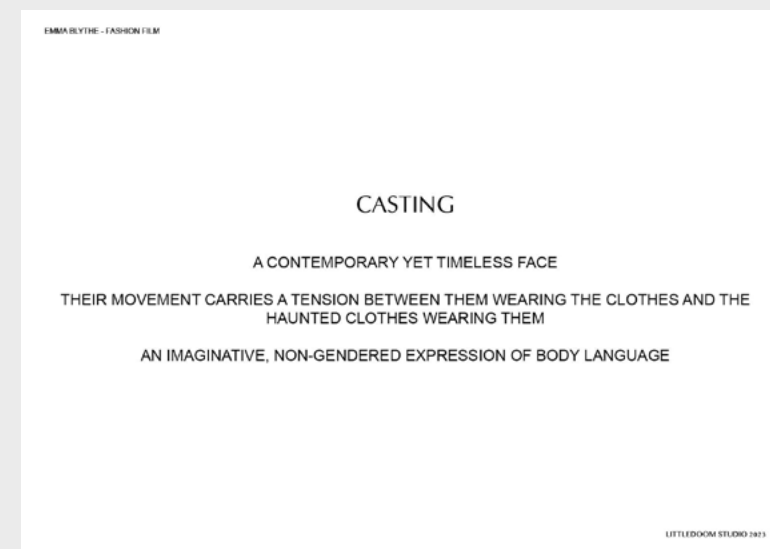 EMMA BLYTHE - FASHION FILM
CASTING
A CONTEMPORARY YET TIMELESS FACE
THEIR MOVEMENT CARRIES A TENSION BETWEEN THEM WEARING THE CLOTHES AND THE
HAUNTED CLOTHES WEARING THEM
AN IMAGINATIVE, NON-GENDERED EXPRESSION OF BODY LANGUAGE
LITTLEDOOM STUDIO 2023